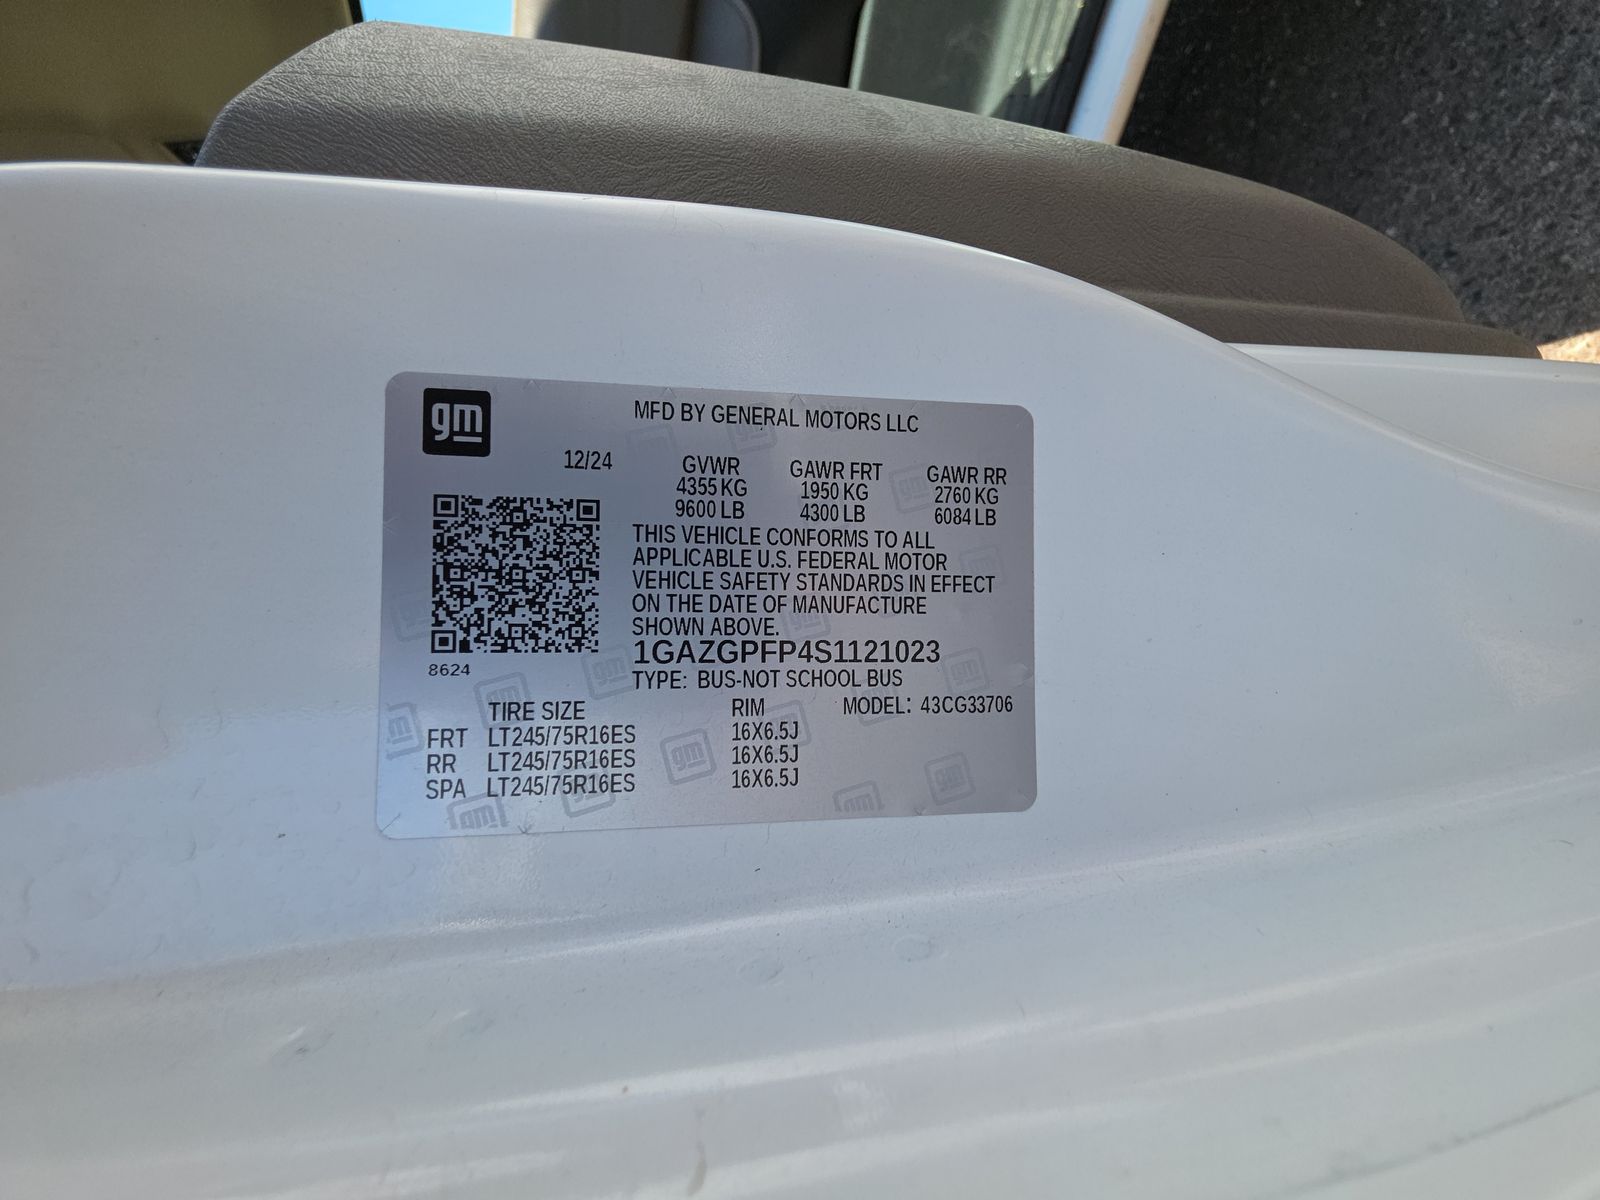 gm
MFD BY GENERAL MOTORS LLC
12/24 GVWR GAWR FRT GAWR RR
4355 KG 1950 KG 2760 KG
9600 LB 4300 LB 6084 LB
THIS VEHICLE CONFORMS TO ALL
APPLICABLE U.S. FEDERAL MOTOR
VEHICLE SAFETY STANDARDS IN EFFECT
ON THE DATE OF MANUFACTURE
SHOWN ABOVE.
1GAZGPFP4S1121023
8624
TYPE: BUS-NOT SCHOOL BUS
TIRE SIZE RIM MODEL: 43CG33706
FRT LT245/75R16ES 16X6.5J
RR LT245/75R16ES 16X6.5J
SPA LT245/75R16ES 16X6.5J